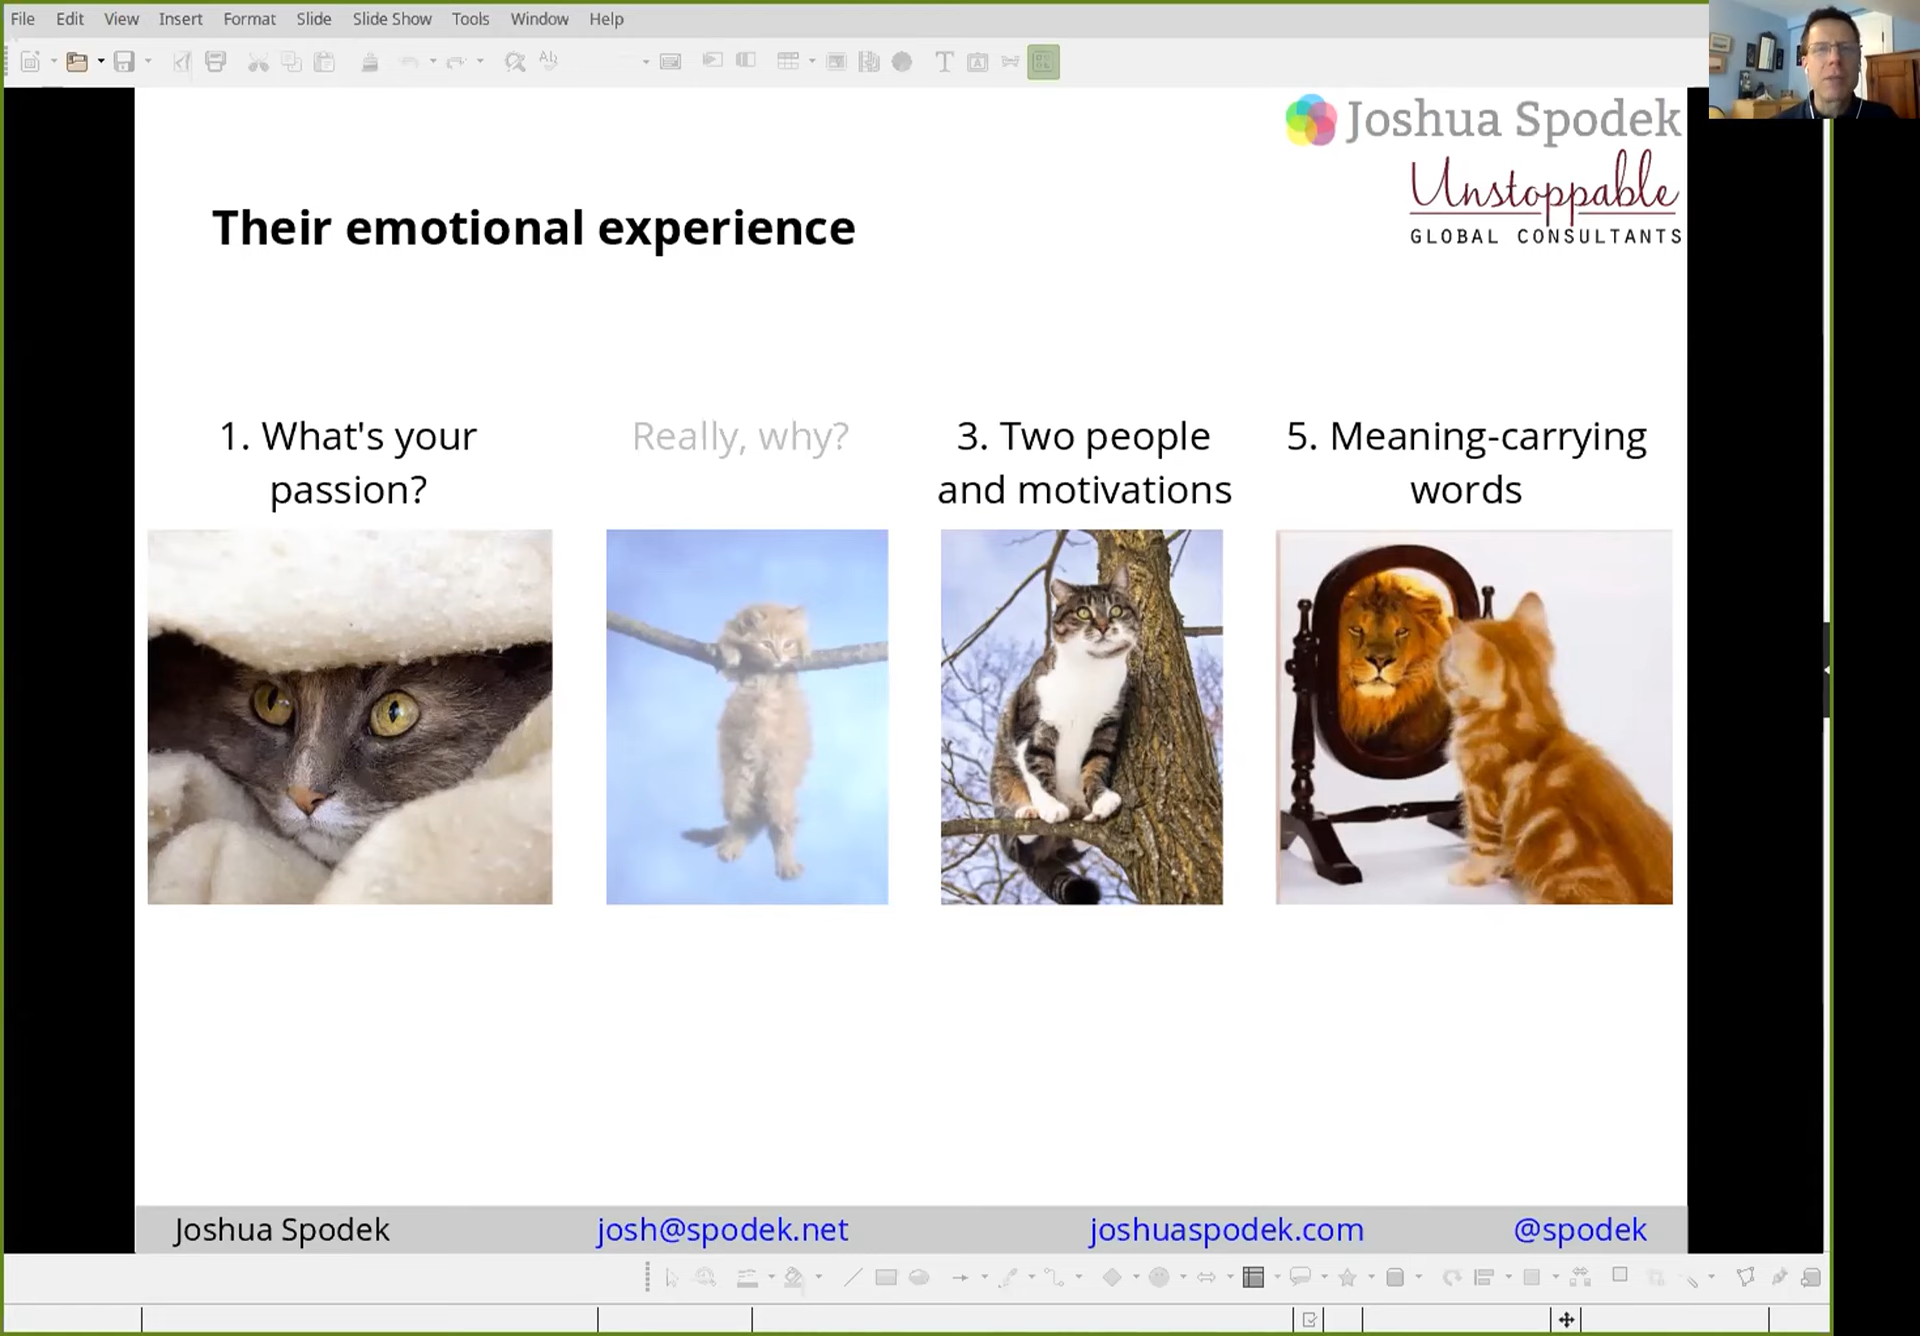 File Edit View Insert Format Slide Slide Show Tools Window Help
Joshua Spodek
Unstoppable
GLOBAL CONSULTANTS
Their emotional experience
1. What's your
passion?
Really, why?
3. Two people
and motivations
5. Meaning-carrying
words
Joshua Spodek josh@spodek.net joshuaspodek.com @spodek